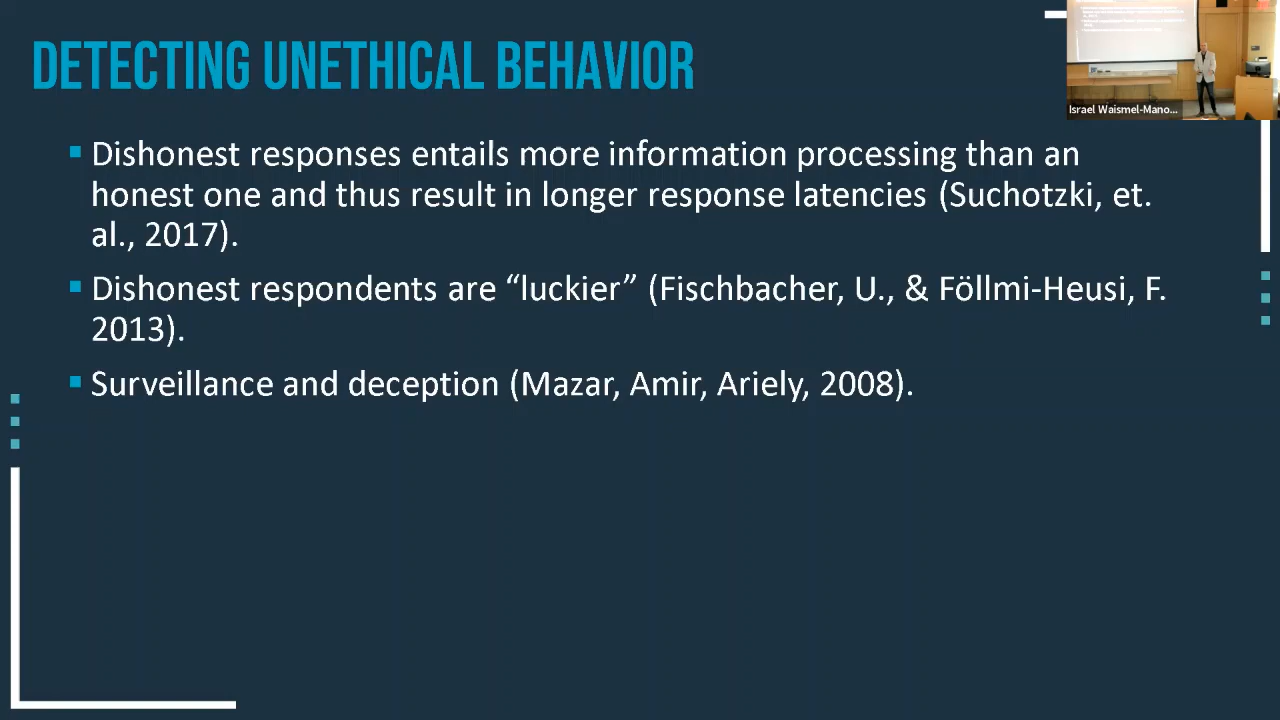 DETECTING UNETHICAL BEHAVIOR
Israel Waismel-Mano...
▪ Dishonest responses entails more information processing than an
honest one and thus result in longer response latencies (Suchotzki, et.
al., 2017).
▪ Dishonest respondents are “luckier” (Fischbacher, U., & Föllmi-Heusi, F.
2013).
▪ Surveillance and deception (Mazar, Amir, Ariely, 2008).